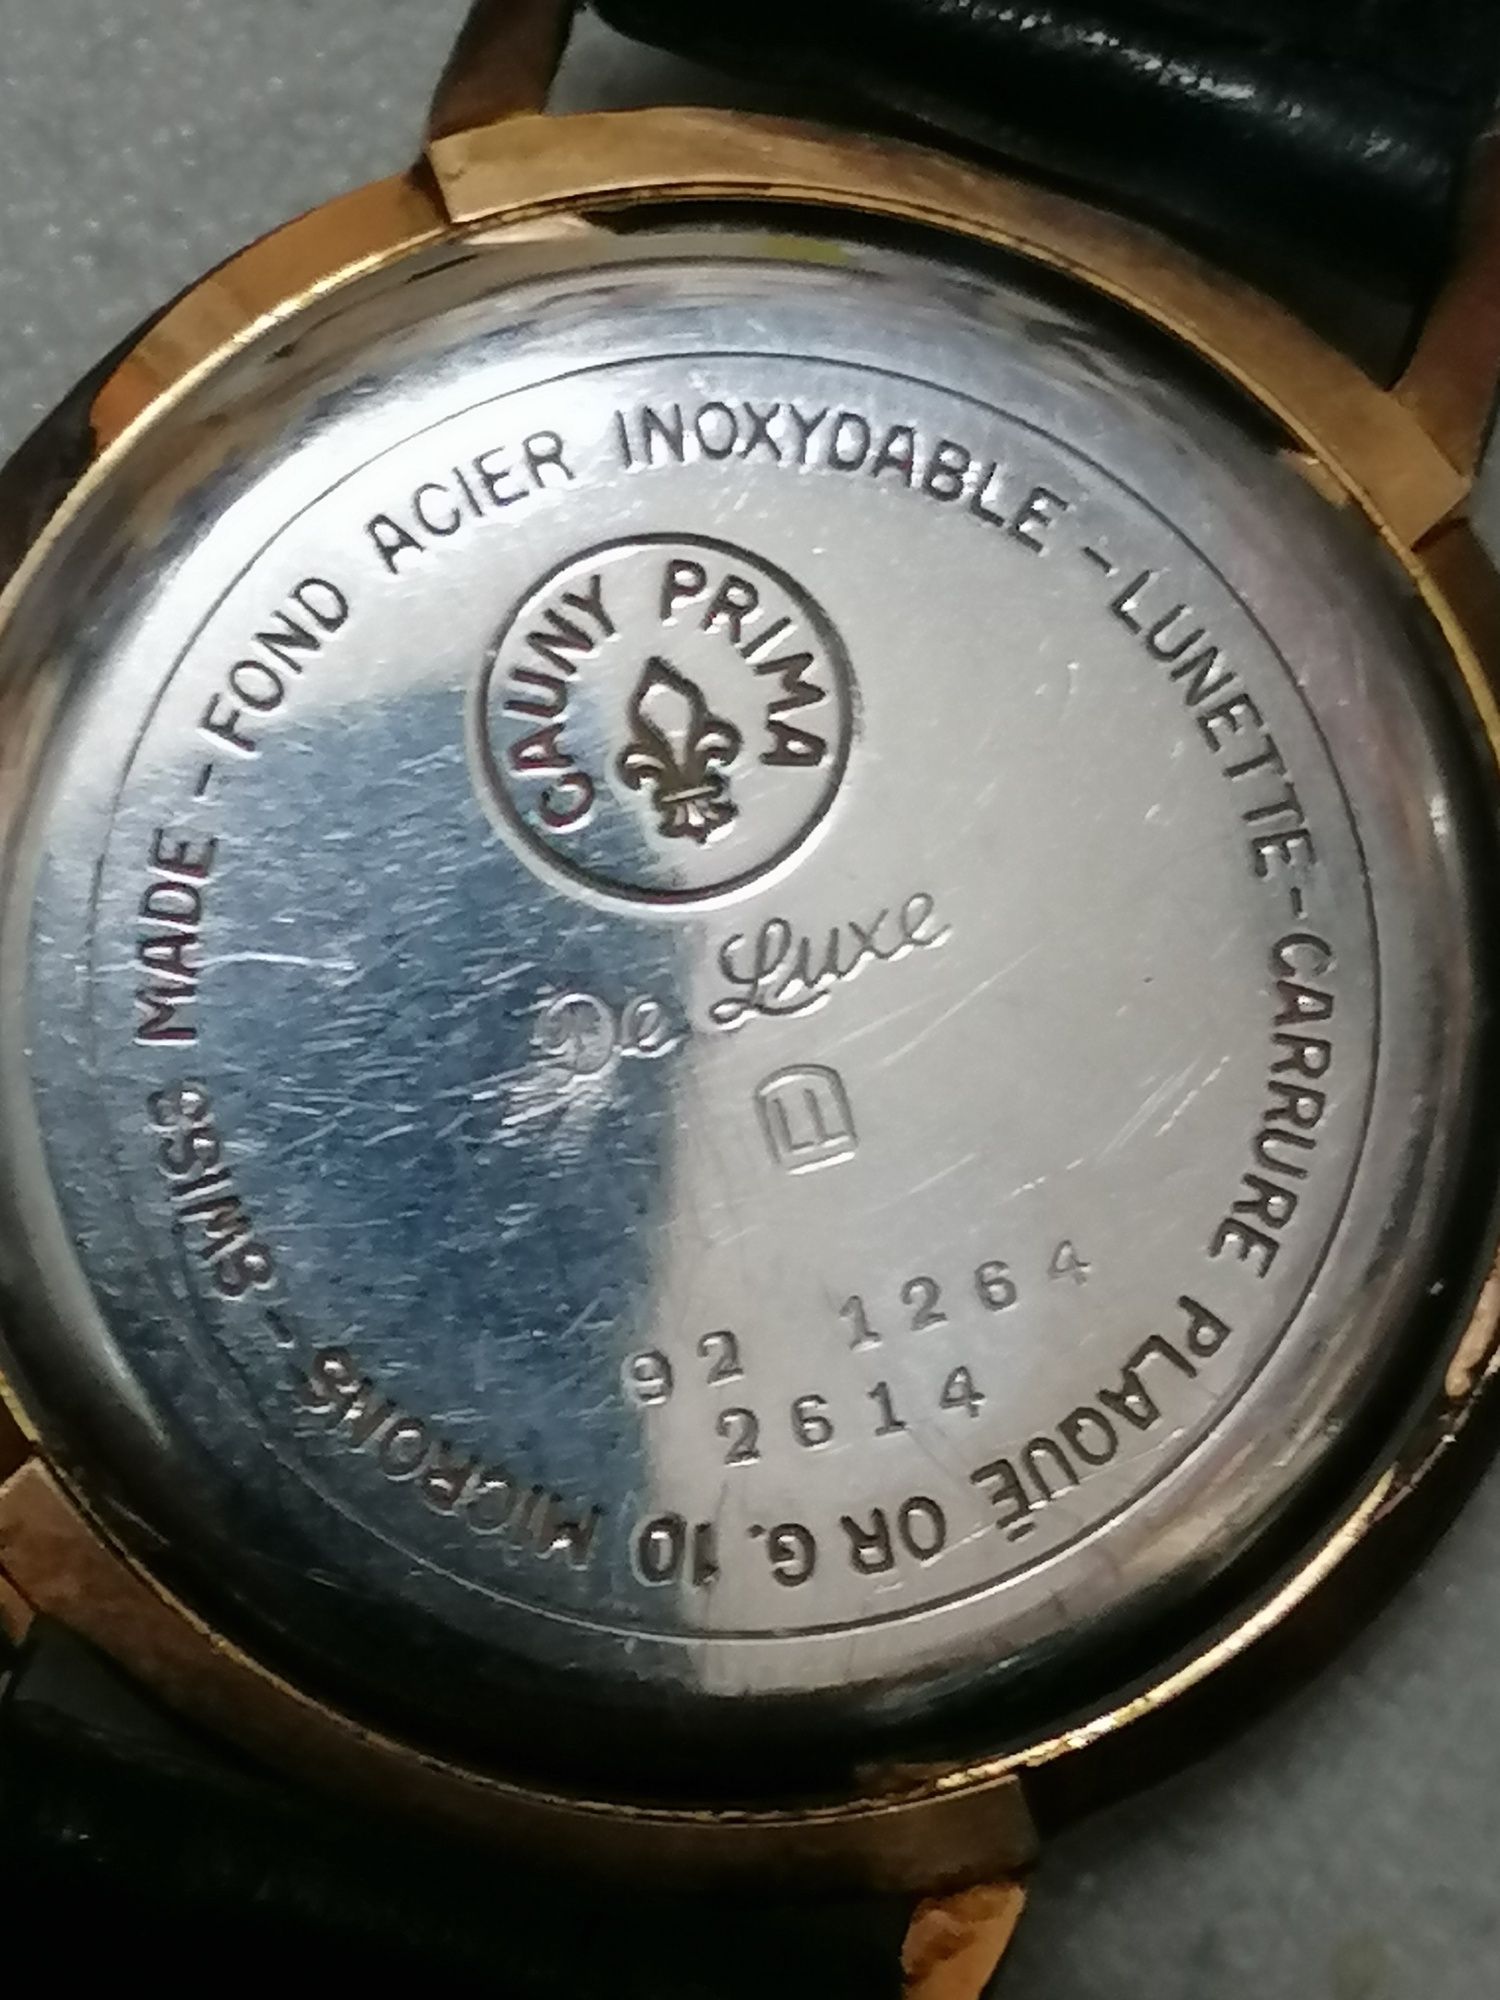 FOND ACIER INOXYDABLE - LUNETTE-CARRURE PLAQUÉ OR G. 10 MICRONS - SWISS MADE -
CAUNY PRIMA
De Luxe
92 1264
2614